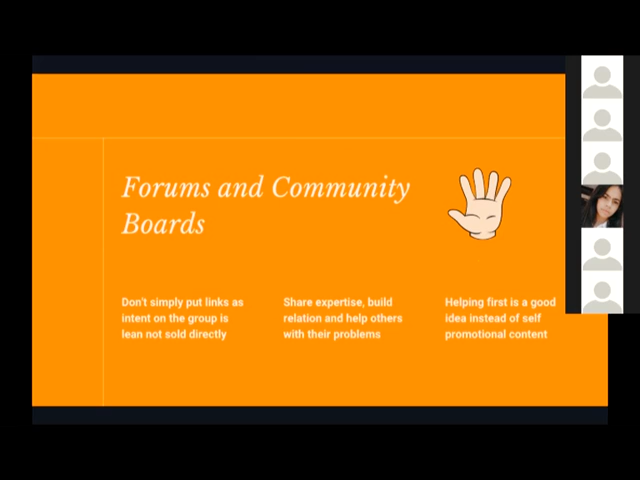 Forums and Community
Boards
Don't simply put links as
intent on the group is
lean not sold directly
Share expertise, build
relation and help others
with their problems
Helping first is a good
idea instead of self
promotional content